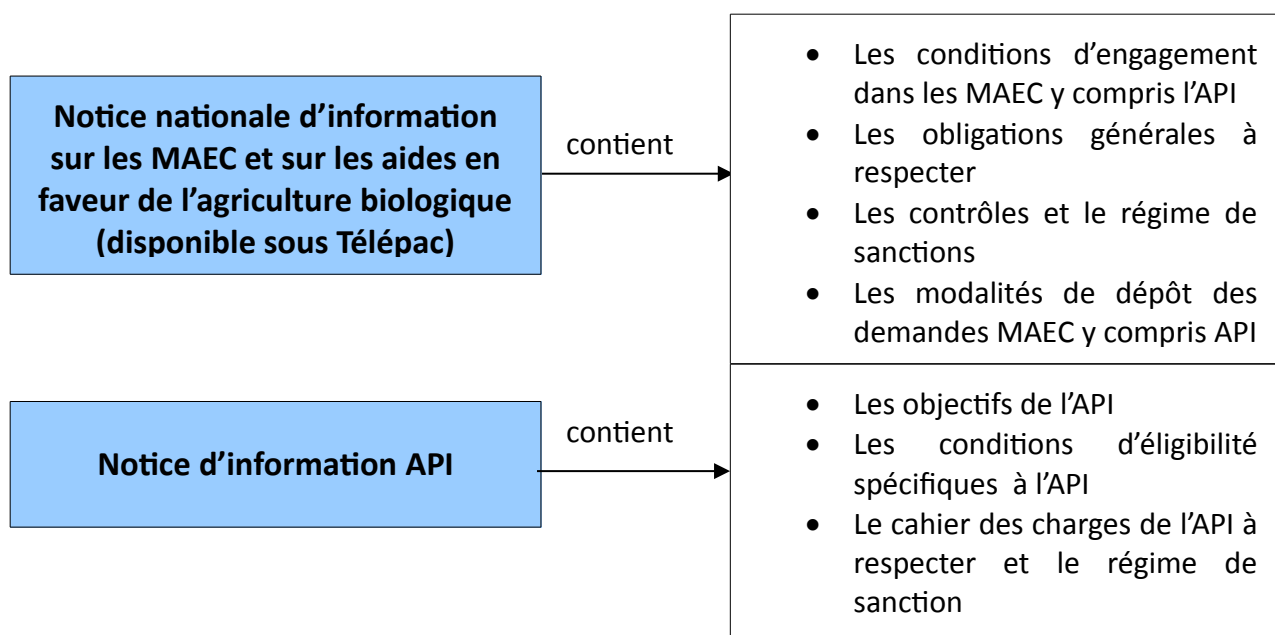 Notice nationale d’information
sur les MAEC et sur les aides en
faveur de l’agriculture biologique
(disponible sous Télépac)
contient
• Les conditions d’engagement
dans les MAEC y compris l’API
• Les obligations générales à
respecter
• Les contrôles et le régime de
sanctions
• Les modalités de dépôt des
demandes MAEC y compris API
Notice d’information API
contient
• Les objectifs de l’API
• Les conditions d’éligibilité
spécifiques à l’API
• Le cahier des charges de l’API à
respecter et le régime de
sanction